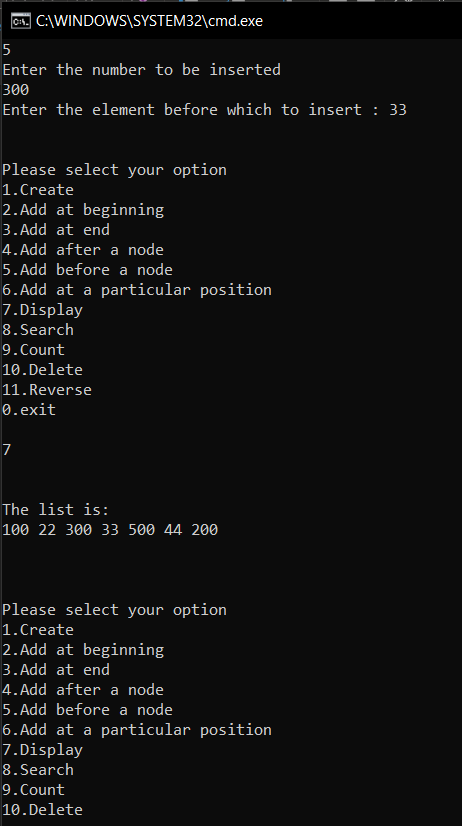 C:\WINDOWS\SYSTEM32\cmd.exe
5
Enter the number to be inserted
300
Enter the element before which to insert : 33
Please select your option
1.Create
2.Add at beginning
3.Add at end
4.Add after a node
5.Add before a node
6.Add at a particular position
7.Display
8.Search
9.Count
10.Delete
11.Reverse
0.exit
7
The list is:
100 22 300 33 500 44 200
Please select your option
1.Create
2.Add at beginning
3.Add at end
4.Add after a node
5.Add before a node
6.Add at a particular position
7.Display
8.Search
9.Count
10.Delete